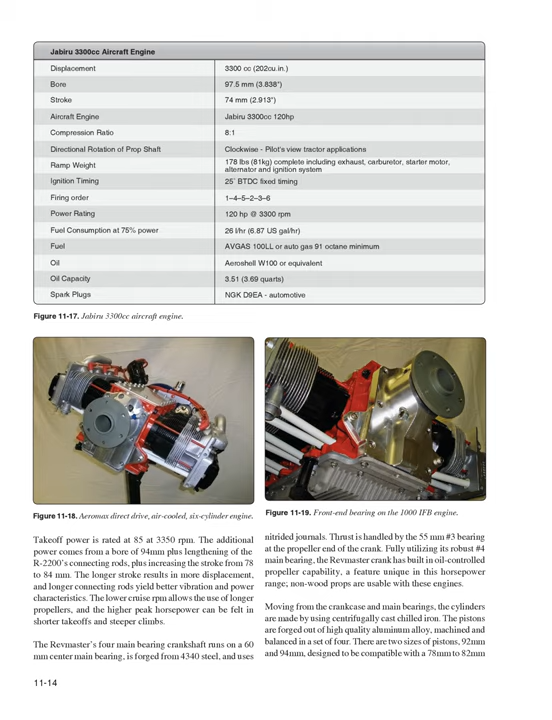 Jabiru 3300cc Aircraft Engine
Displacement 3300 cc (202cu.in.)
Bore 97.5 mm (3.838")
Stroke 74 mm (2.913")
Aircraft Engine Jabiru 3300cc 120hp
Compression Ratio 8:1
Directional Rotation of Prop Shaft Clockwise - Pilot's view tractor applications
Ramp Weight 178 lbs (81kg) complete including exhaust, carburetor, starter motor,
alternator and ignition system
Ignition Timing 25° BTDC fixed timing
Firing order 1–4–5–2–3–6
Power Rating 120 hp @ 3300 rpm
Fuel Consumption at 75% power 26 l/hr (6.87 US gal/hr)
Fuel AVGAS 100LL or auto gas 91 octane minimum
Oil Aeroshell W100 or equivalent
Oil Capacity 3.51 (3.69 quarts)
Spark Plugs NGK D9EA - automotive
Figure 11-17. Jabiru 3300cc aircraft engine.
Figure 11-18. Aeromax direct drive, air-cooled, six-cylinder engine.
Takeoff power is rated at 85 at 3350 rpm. The additional
power comes from a bore of 94mm plus lengthening of the
R-2200's connecting rods, plus increasing the stroke from 78
to 84 mm. The longer stroke results in more displacement,
and longer connecting rods yield better vibration and power
characteristics. The lower cruise rpm allows the use of longer
propellers, and the higher peak horsepower can be felt in
shorter takeoffs and steeper climbs.
The Revmaster's four main bearing crankshaft runs on a 60
mm center main bearing, is forged from 4340 steel, and uses
Figure 11-19. Front-end bearing on the 1000 IFB engine.
nitrided journals. Thrust is handled by the 55 mm #3 bearing
at the propeller end of the crank. Fully utilizing its robust #4
main bearing, the Revmaster crank has built in oil-controlled
propeller capability, a feature unique in this horsepower
range; non-wood props are usable with these engines.
Moving from the crankcase and main bearings, the cylinders
are made by using centrifugally cast chilled iron. The pistons
are forged out of high quality aluminum alloy, machined and
balanced in a set of four. There are two sizes of pistons, 92mm
and 94mm, designed to be compatible with a 78mm to 82mm
11-14